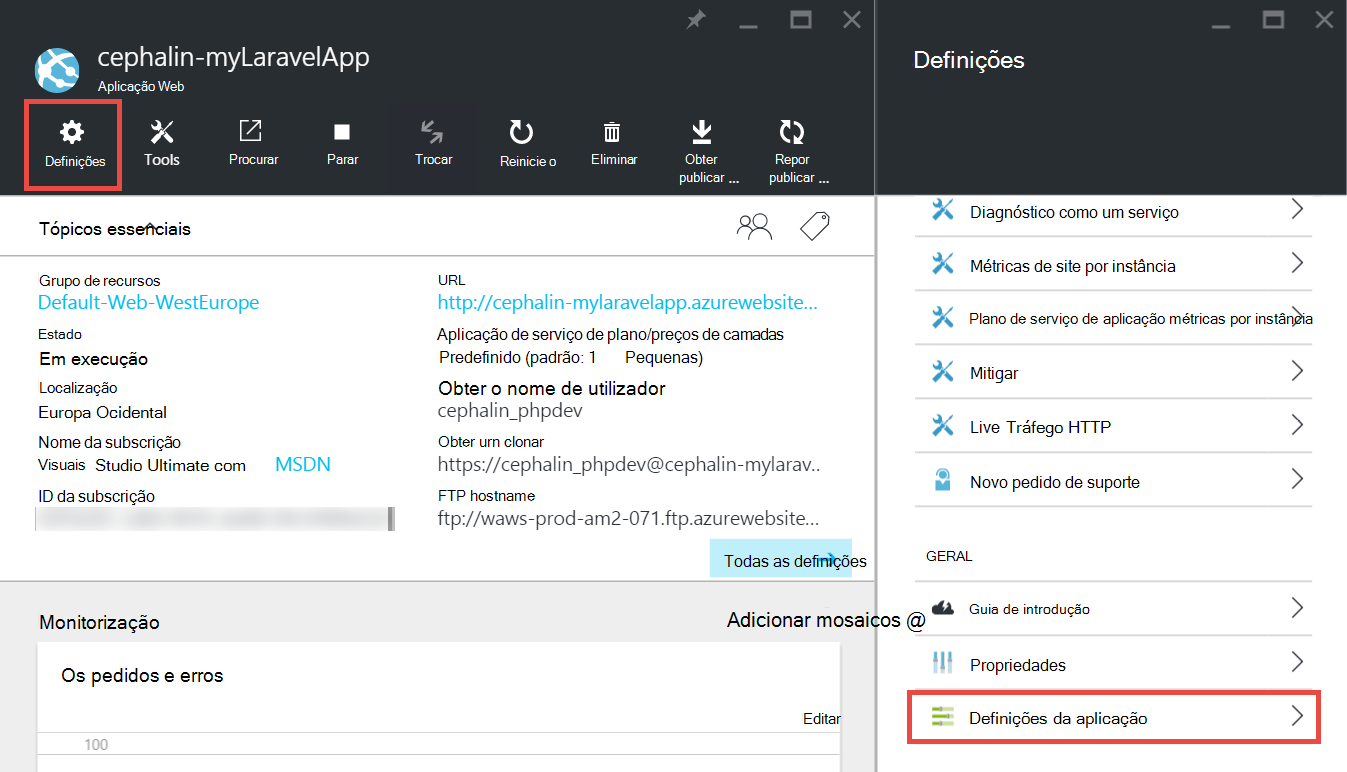 cephalin-myLaravelApp
Aplicação Web
Definições
Tools
Procurar
Parar
Trocar
Reinicie o
Eliminar
Obter
publicar ...
Repor
publicar ...
Tópicos essenciais
Grupo de recursos
Default-Web-WestEurope
Estado
Em execução
Localização
Europa Ocidental
Nome da subscrição
Visuais Studio Ultimate com MSDN
ID da subscrição
URL
http://cephalin-mylaravelapp.azurewebsite...
Aplicação de serviço de plano/preços de camadas
Predefinido (padrão: 1 Pequenas)
Obter o nome de utilizador
cephalin_phpdev
Obter urn clonar
https://cephalin_phpdev@cephalin-mylarav..
FTP hostname
ftp://waws-prod-am2-071.ftp.azurewebsite...
Todas as definições
Monitorização
Adicionar mosaicos @
Os pedidos e erros
Editar
100
Definições
Diagnóstico como um serviço
Métricas de site por instância
Plano de serviço de aplicação métricas por instância
Mitigar
Live Tráfego HTTP
Novo pedido de suporte
GERAL
Guia de introdução
Propriedades
Definições da aplicação